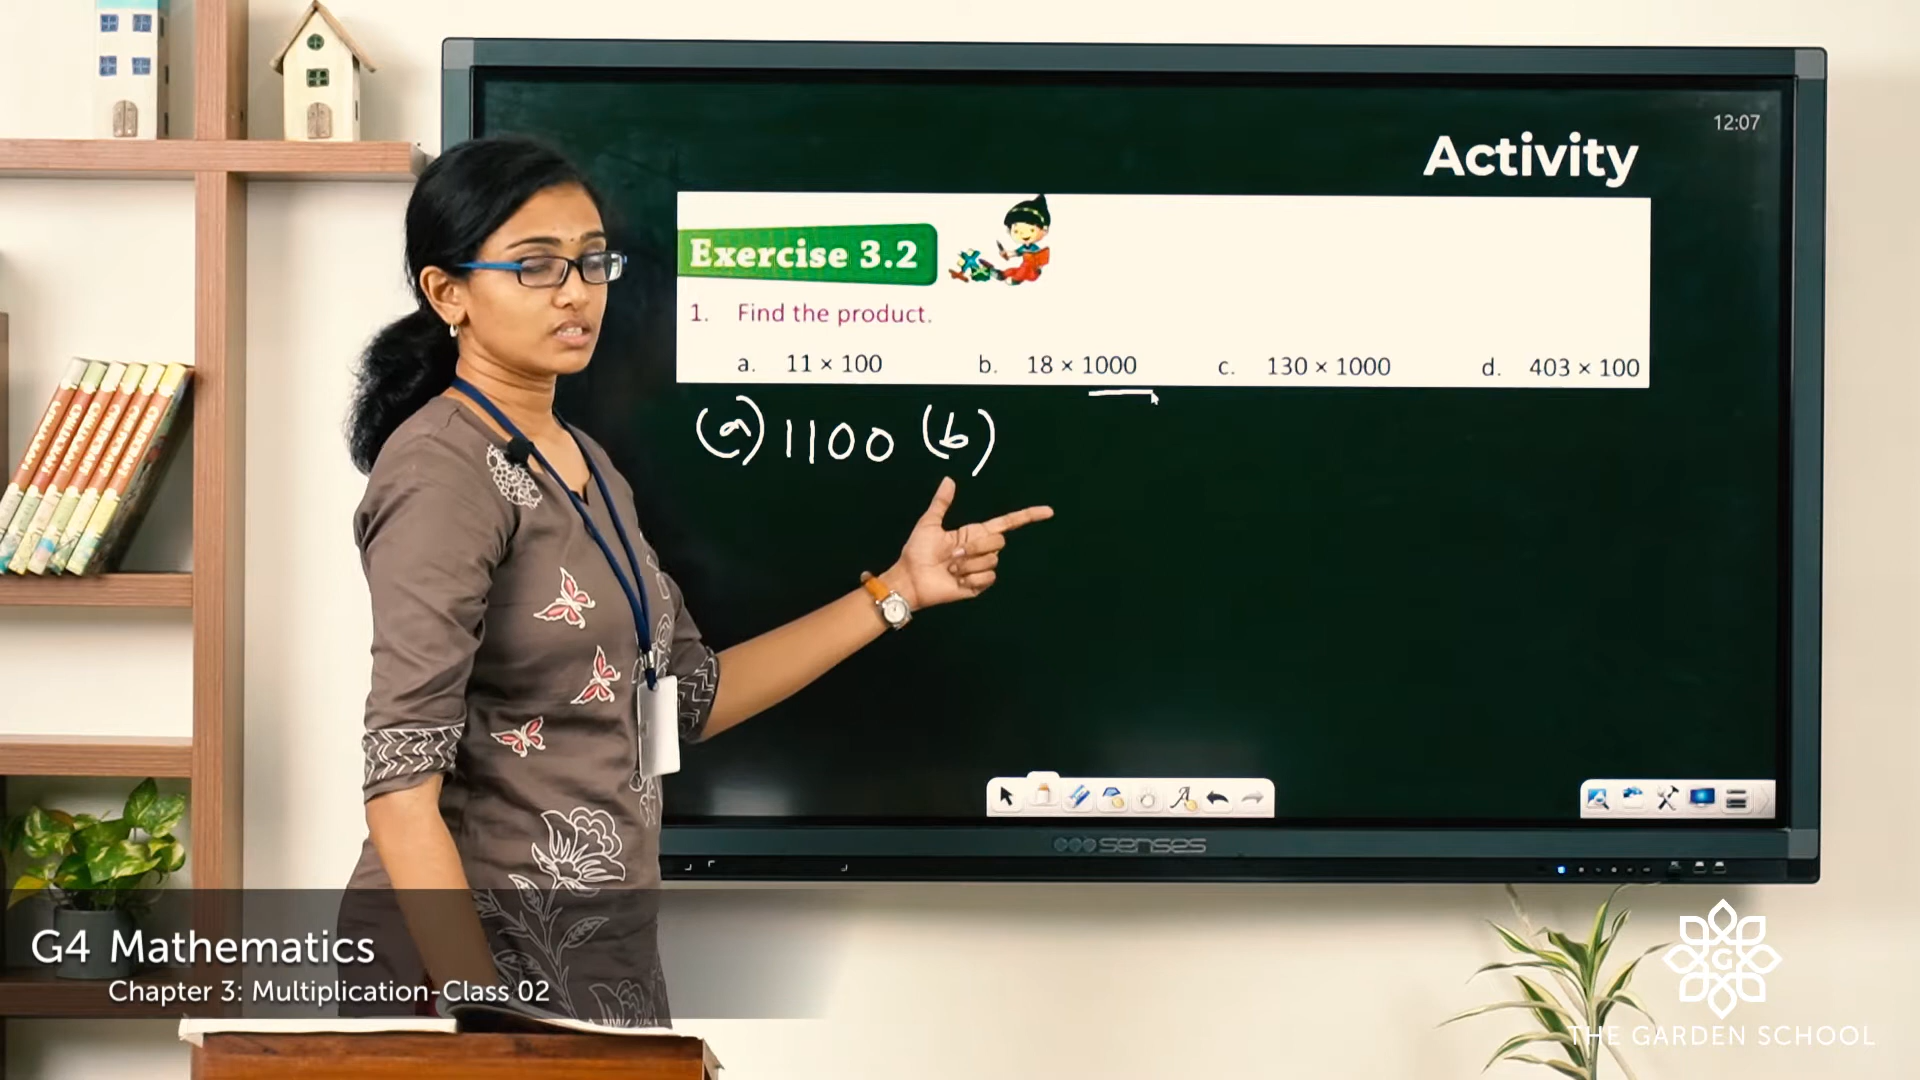 12:07
Activity
Exercise 3.2
1. Find the product.
a. 11 × 100 b. 18 × 1000 c. 130 × 1000 d. 403 × 100
(a) 1100 (b)
senses
G4 Mathematics
Chapter 3: Multiplication-Class 02
G
THE GARDEN SCHOOL